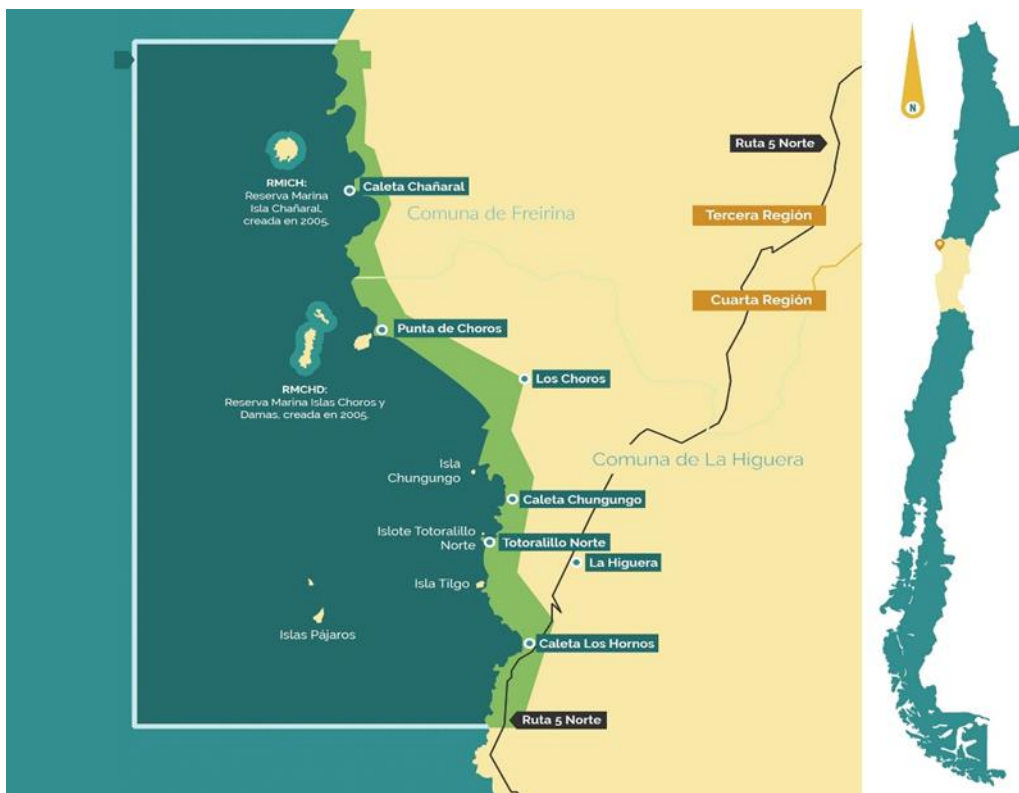 N
Ruta 5 Norte
RMICH:
Reserva Marina
Isla Chañaral,
creada en 2005.
Caleta Chañaral
Comuna de Freirina
Tercera Región
Cuarta Región
Punta de Choros
Los Choros
RMCHD:
Reserva Marina Islas Choros y
Damas, creada en 2005.
Isla
Chungungo
Comuna de La Higuera
Caleta Chungungo
Islote Totoralillo
Norte
Totoralillo Norte
La Higuera
Isla Tilgo
Islas Pájaros
Caleta Los Hornos
Ruta 5 Norte